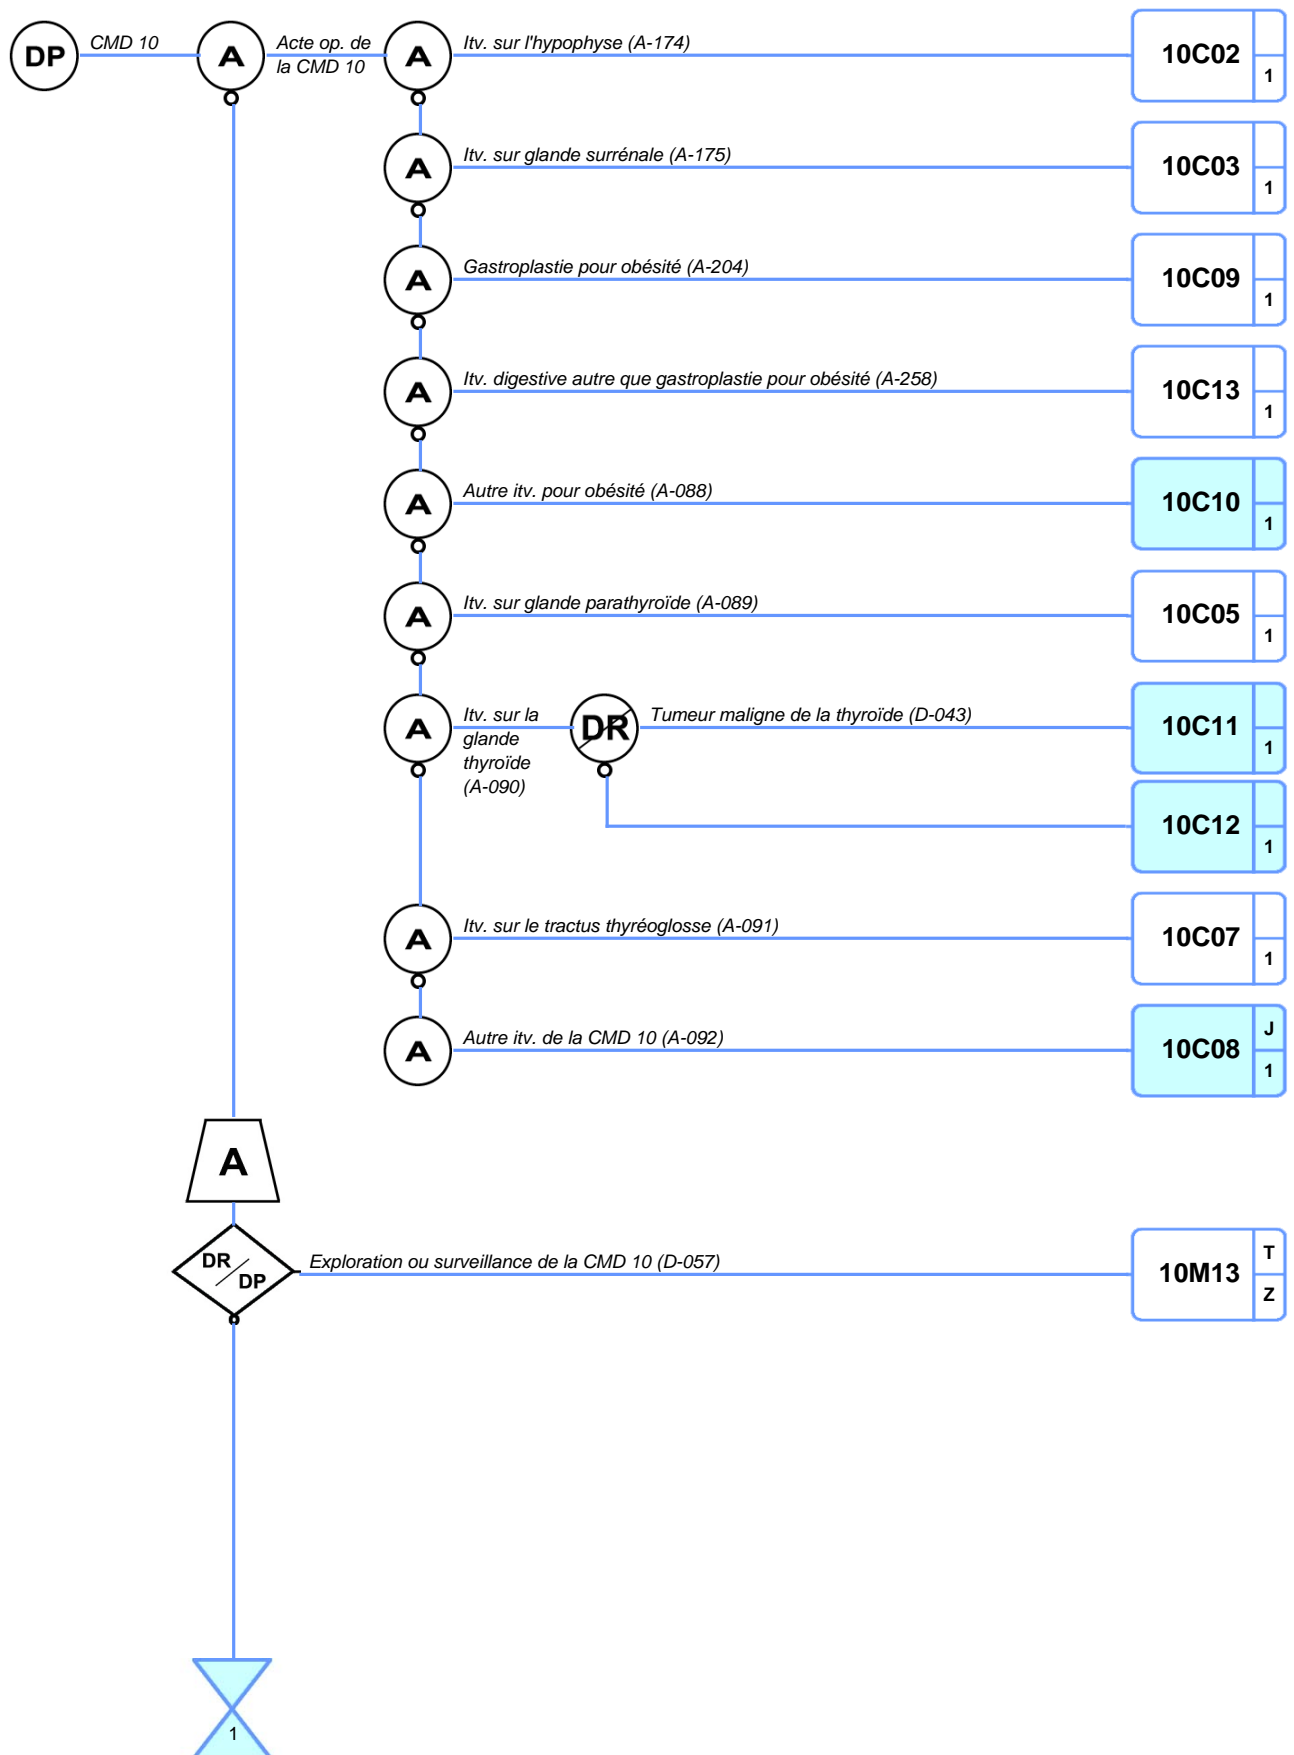 DP
CMD 10
A
Acte op. de
la CMD 10
A
Itv. sur l'hypophyse (A-174)
10C02
1
A
Itv. sur glande surrénale (A-175)
10C03
1
A
Gastroplastie pour obésité (A-204)
10C09
1
A
Itv. digestive autre que gastroplastie pour obésité (A-258)
10C13
1
A
Autre itv. pour obésité (A-088)
10C10
1
A
Itv. sur glande parathyroïde (A-089)
10C05
1
A
Itv. sur la
glande
thyroïde
(A-090)
DR
Tumeur maligne de la thyroïde (D-043)
10C11
1
10C12
1
A
Itv. sur le tractus thyréoglosse (A-091)
10C07
1
A
Autre itv. de la CMD 10 (A-092)
10C08
J
1
A
DR
DP
Exploration ou surveillance de la CMD 10 (D-057)
10M13
T
Z
1